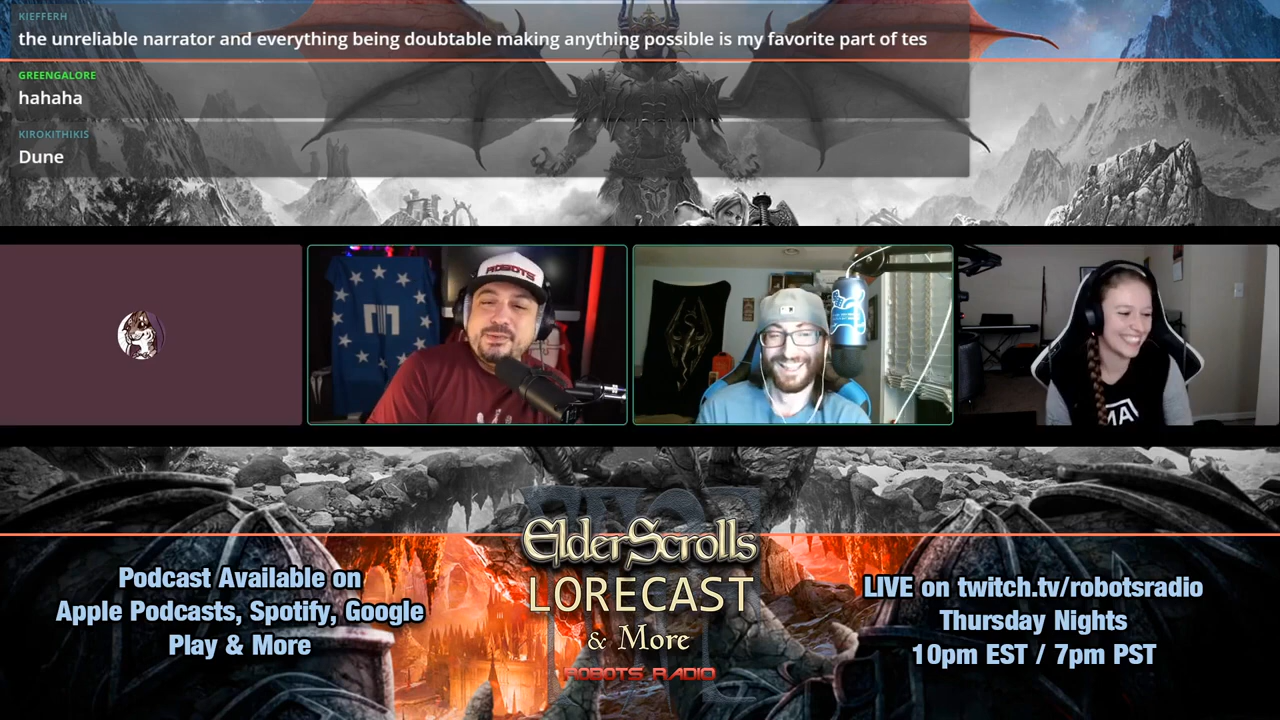 KIEFFERH
the unreliable narrator and everything being doubtable making anything possible is my favorite part of tes
GREENGALORE
hahaha
KIROKITHIKIS
Dune
ROBOTS
MA
ElderScrolls
LORECAST
& More
ROBOTS RADIO
Podcast Available on
Apple Podcasts, Spotify, Google
Play & More
LIVE on twitch.tv/robotsradio
Thursday Nights
10pm EST / 7pm PST